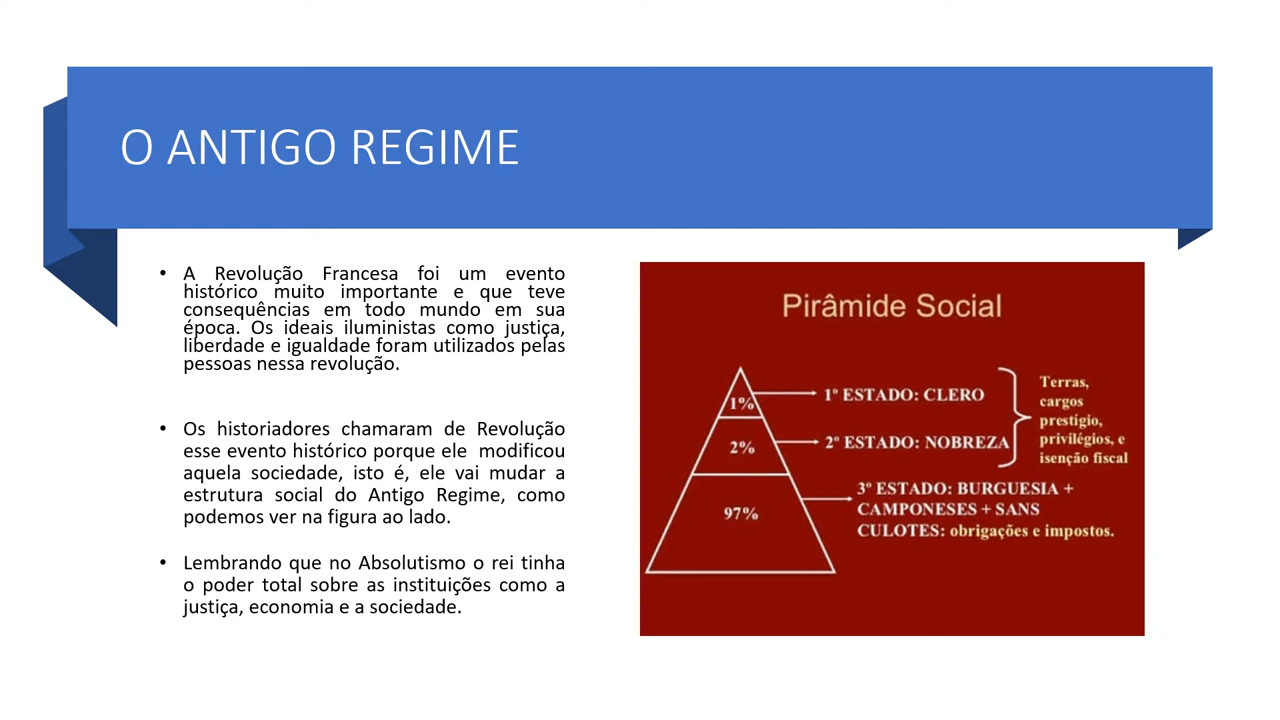 O ANTIGO REGIME
• A Revolução Francesa foi um evento
histórico muito importante e que teve
consequências em todo mundo em sua
época. Os ideais iluministas como justiça,
liberdade e igualdade foram utilizados pelas
pessoas nessa revolução.
• Os historiadores chamaram de Revolução
esse evento histórico porque ele modificou
aquela sociedade, isto é, ele vai mudar a
estrutura social do Antigo Regime, como
podemos ver na figura ao lado.
• Lembrando que no Absolutismo o rei tinha
o poder total sobre as instituições como a
justiça, economia e a sociedade.
Pirâmide Social
1%
1º ESTADO: CLERO
2%
2º ESTADO: NOBREZA
Terras,
cargos
prestígio,
privilégios, e
isenção fiscal
97%
3º ESTADO: BURGUESIA +
CAMPONESES + SANS
CULOTES: obrigações e impostos.